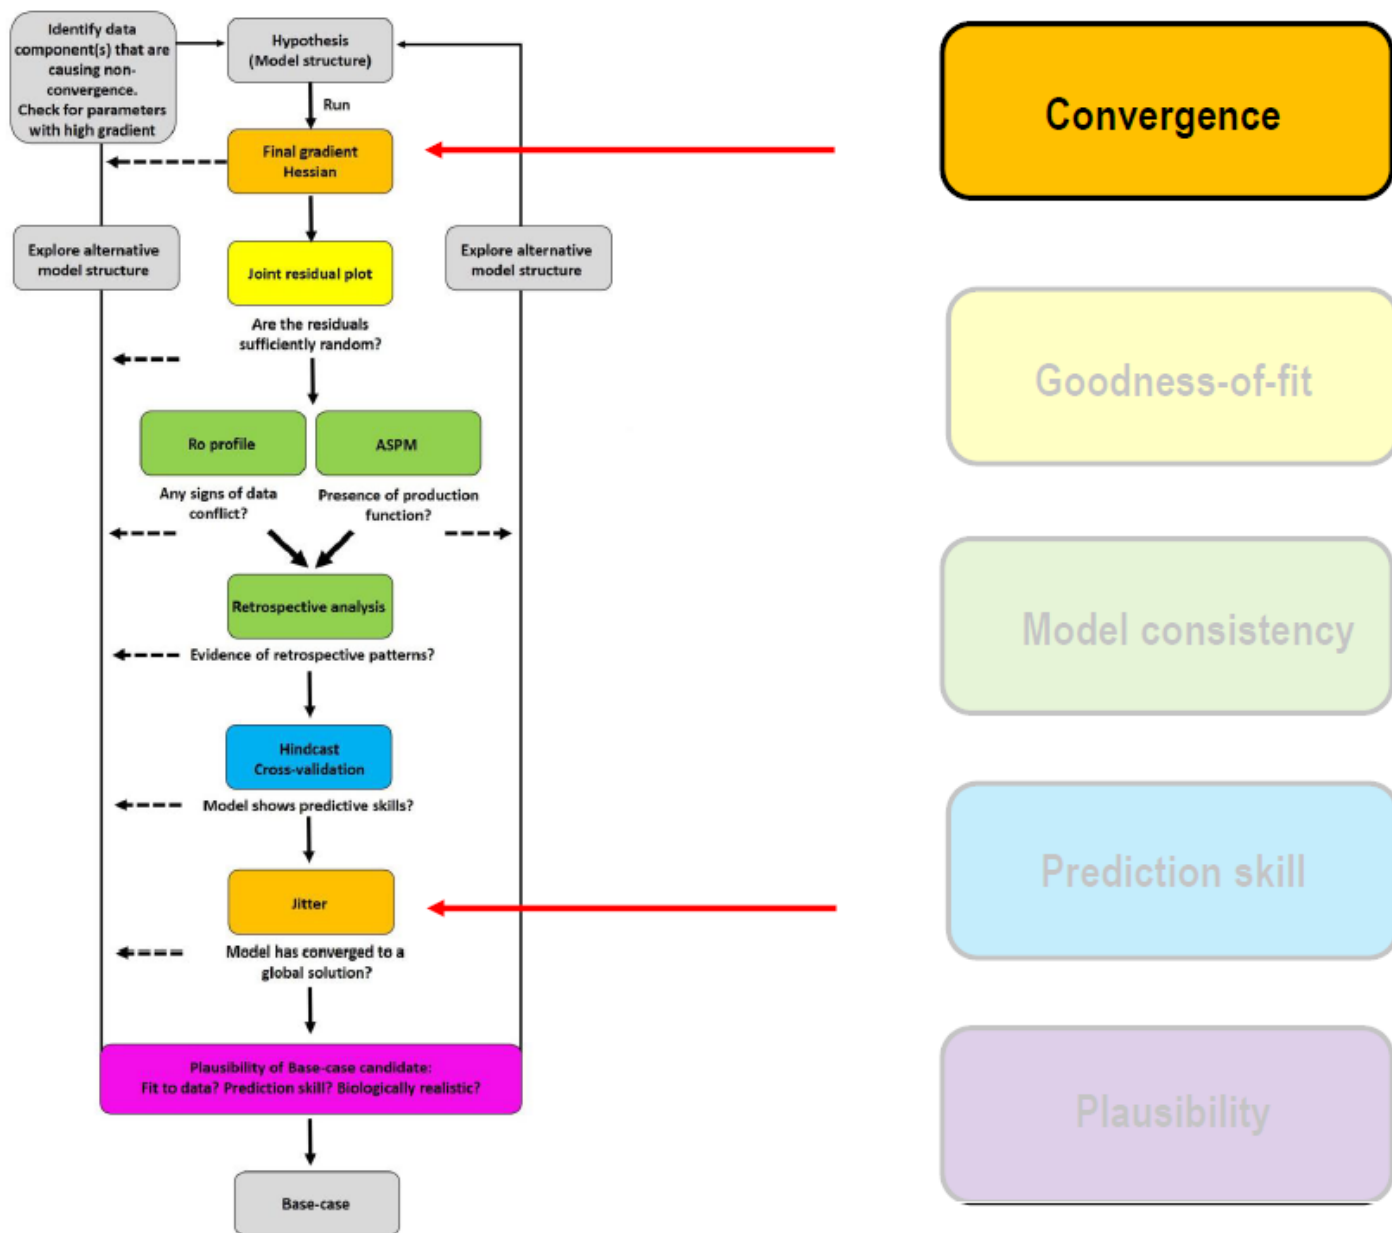 Identify data
component(s) that are
causing non-
convergence.
Check for parameters
with high gradient
Hypothesis
(Model structure)
Run
Final gradient
Hessian
Explore alternative
model structure
Joint residual plot
Explore alternative
model structure
Are the residuals
sufficiently random?
Ro profile
ASPM
Any signs of data
conflict?
Presence of production
function?
Retrospective analysis
Evidence of retrospective patterns?
Hindcast
Cross-validation
Model shows predictive skills?
Jitter
Model has converged to a
global solution?
Plausibility of Base-case candidate:
Fit to data? Prediction skill? Biologically realistic?
Base-case
Convergence
Goodness-of-fit
Model consistency
Prediction skill
Plausibility